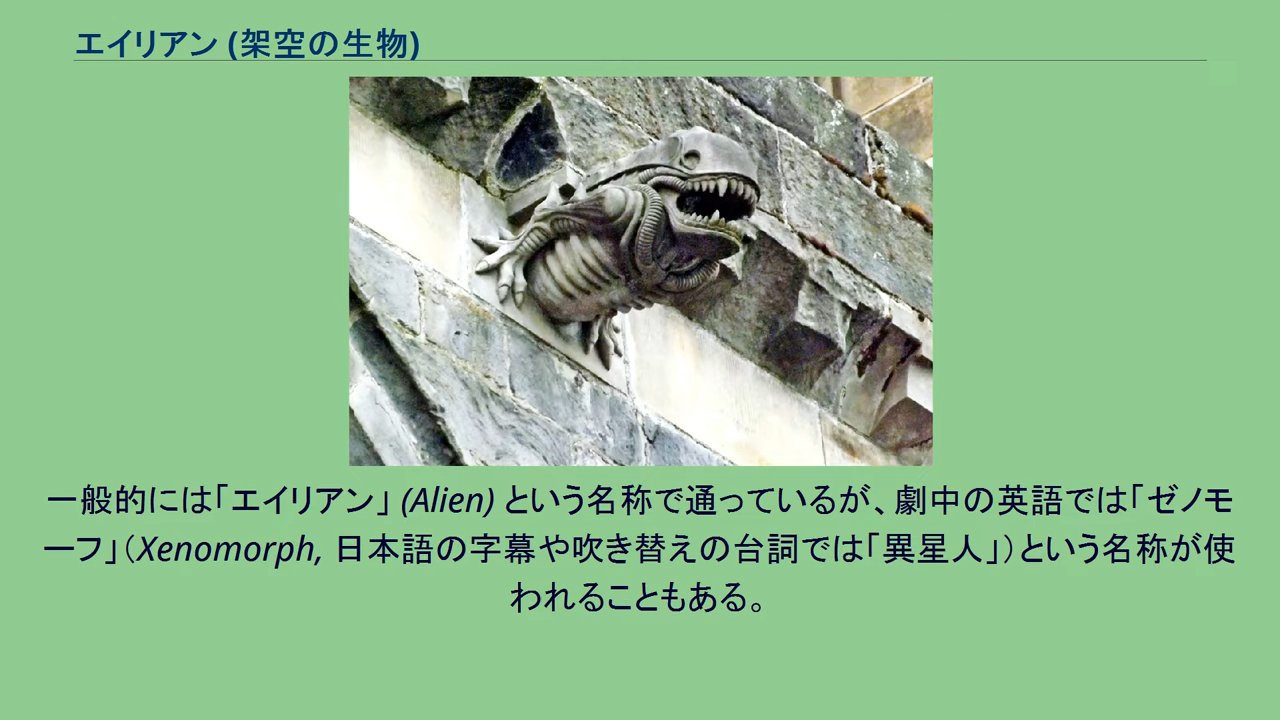 エイリアン (架空の生物)
一般的には「エイリアン」 (Alien) という名称で通っているが、劇中の英語では「ゼノモ
ーフ」（Xenomorph, 日本語の字幕や吹き替えの台詞では「異星人」）という名称が使
われることもある。